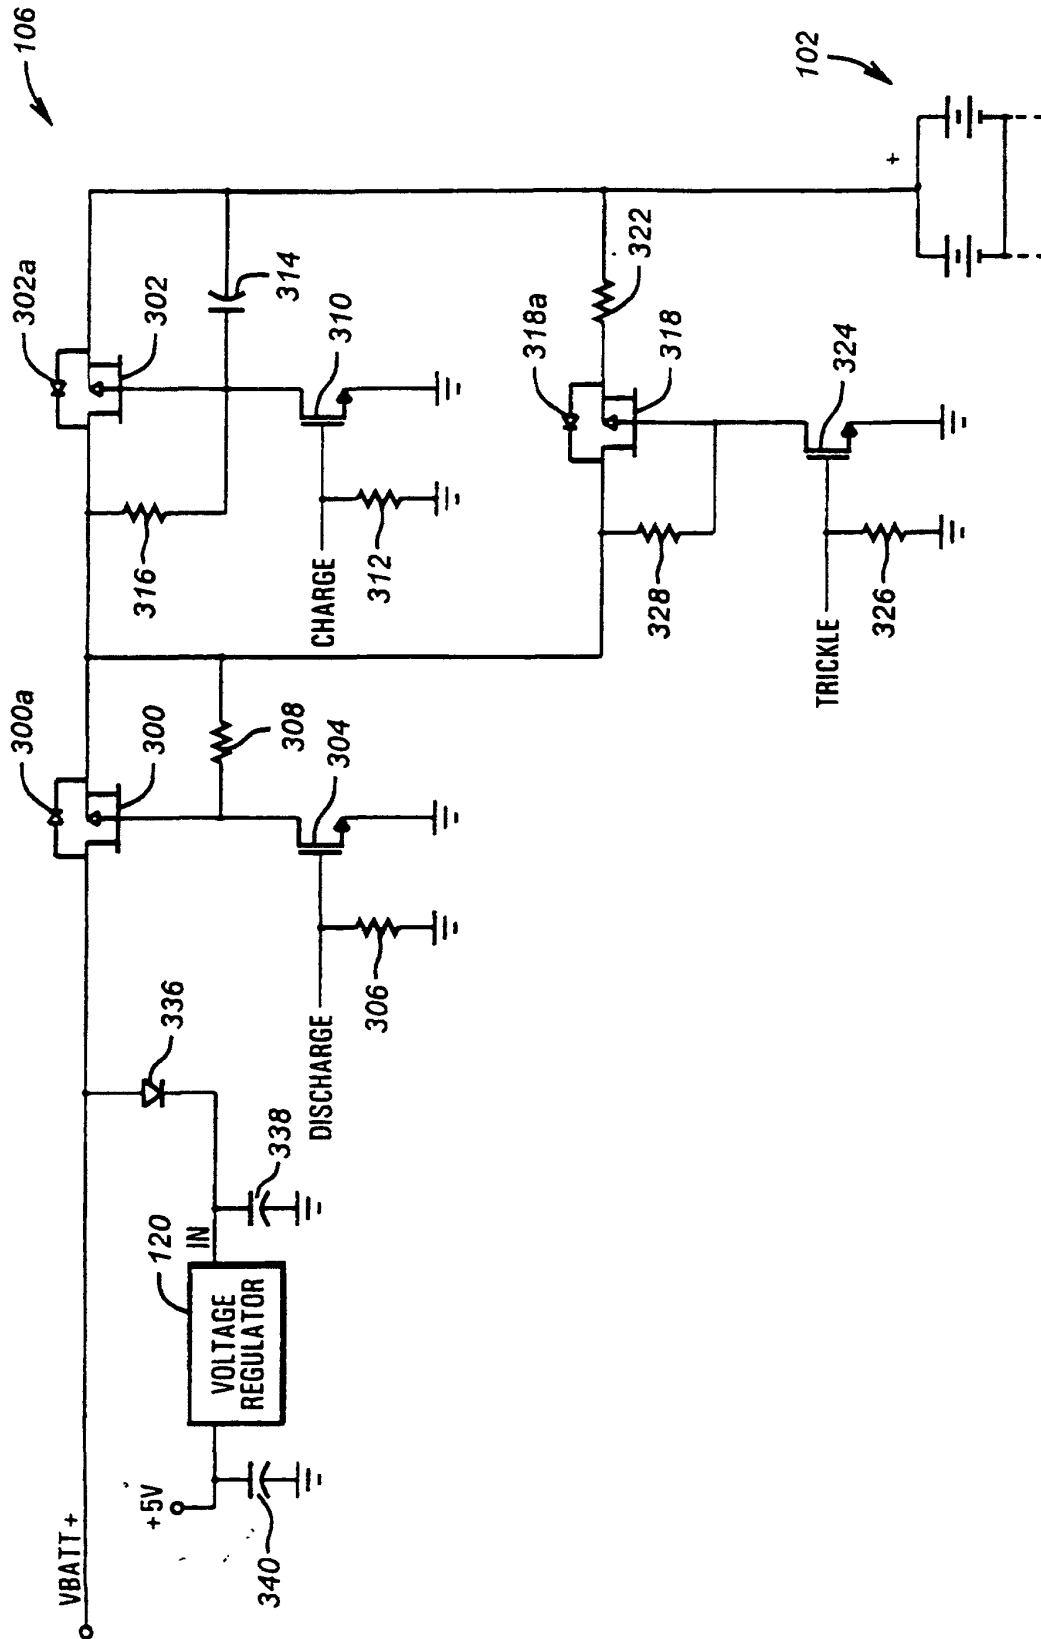 106
102
302a
302
314
310
316
CHARGE
312
322
318a
318
324
328
TRICKLE
326
300a
300
308
304
DISCHARGE
306
336
338
120
IN
VOLTAGE
REGULATOR
+5V
340
VBATT+
+